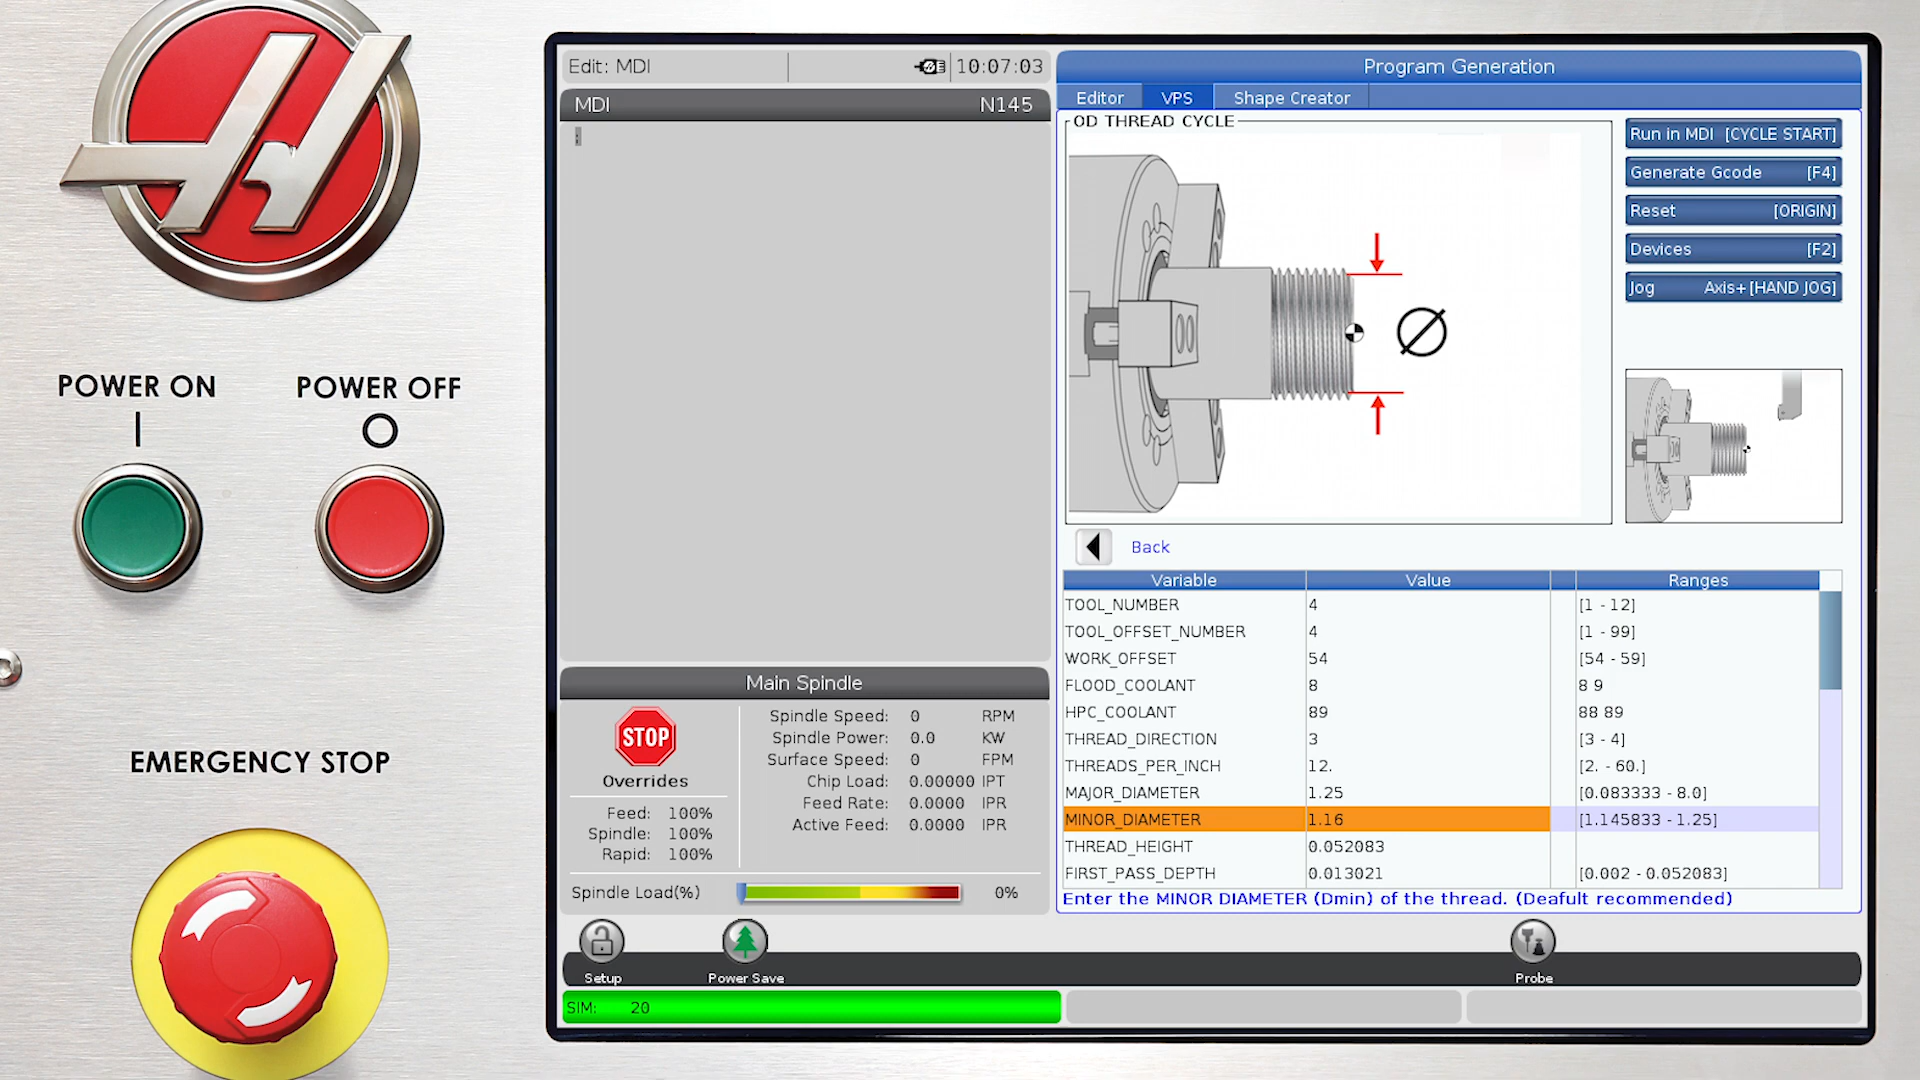 POWER ON
POWER OFF
EMERGENCY STOP
Edit: MDI
10:07:03
MDI
N145
Main Spindle
STOP
Overrides
Feed: 100%
Spindle: 100%
Rapid: 100%
Spindle Speed: 0 RPM
Spindle Power: 0.0 KW
Surface Speed: 0 FPM
Chip Load: 0.00000 IPT
Feed Rate: 0.0000 IPR
Active Feed: 0.0000 IPR
Spindle Load(%) 0%
Program Generation
Editor VPS Shape Creator
OD THREAD CYCLE
Run in MDI [CYCLE START]
Generate Gcode [F4]
Reset [ORIGIN]
Devices [F2]
Jog Axis+[HAND JOG]
Back
Variable Value Ranges
TOOL_NUMBER 4 [1 - 12]
TOOL_OFFSET_NUMBER 4 [1 - 99]
WORK_OFFSET 54 [54 - 59]
FLOOD_COOLANT 8 8 9
HPC_COOLANT 89 88 89
THREAD_DIRECTION 3 [3 - 4]
THREADS_PER_INCH 12. [2. - 60.]
MAJOR_DIAMETER 1.25 [0.083333 - 8.0]
MINOR_DIAMETER 1.16 [1.145833 - 1.25]
THREAD_HEIGHT 0.052083
FIRST_PASS_DEPTH 0.013021 [0.002 - 0.052083]
Enter the MINOR DIAMETER (Dmin) of the thread. (Deafult recommended)
Setup
Power Save
Probe
SIM: 20